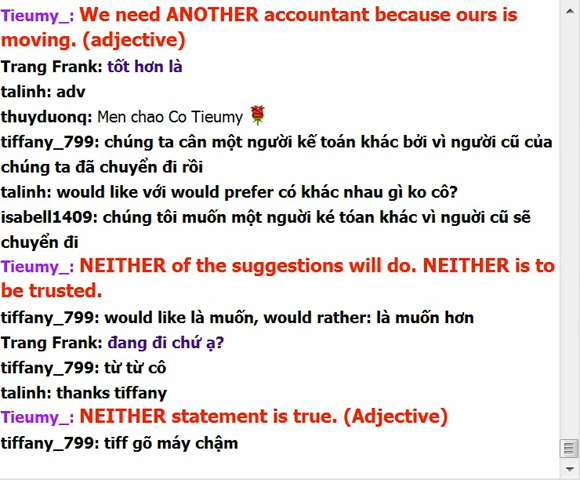 Tieumy_: We need ANOTHER accountant because ours is
moving. (adjective)
Trang Frank: tốt hơn là
talinh: adv
thuyduonq: Men chao Co Tieumy
tiffany_799: chúng ta cân một người kế toán khác bởi vì người cũ của
chúng ta đã chuyển đi rồi
talinh: would like với would prefer có khác nhau gì ko cô?
isabell1409: chúng tôi muốn một nguời ké tóan khác vì nguời cũ sẽ
chuyển đi
Tieumy_: NEITHER of the suggestions will do. NEITHER is to
be trusted.
tiffany_799: would like là muốn, would rather: là muốn hơn
Trang Frank: đang đi chứ ạ?
tiffany_799: từ từ cô
talinh: thanks tiffany
Tieumy_: NEITHER statement is true. (Adjective)
tiffany_799: tiff gõ máy chậm